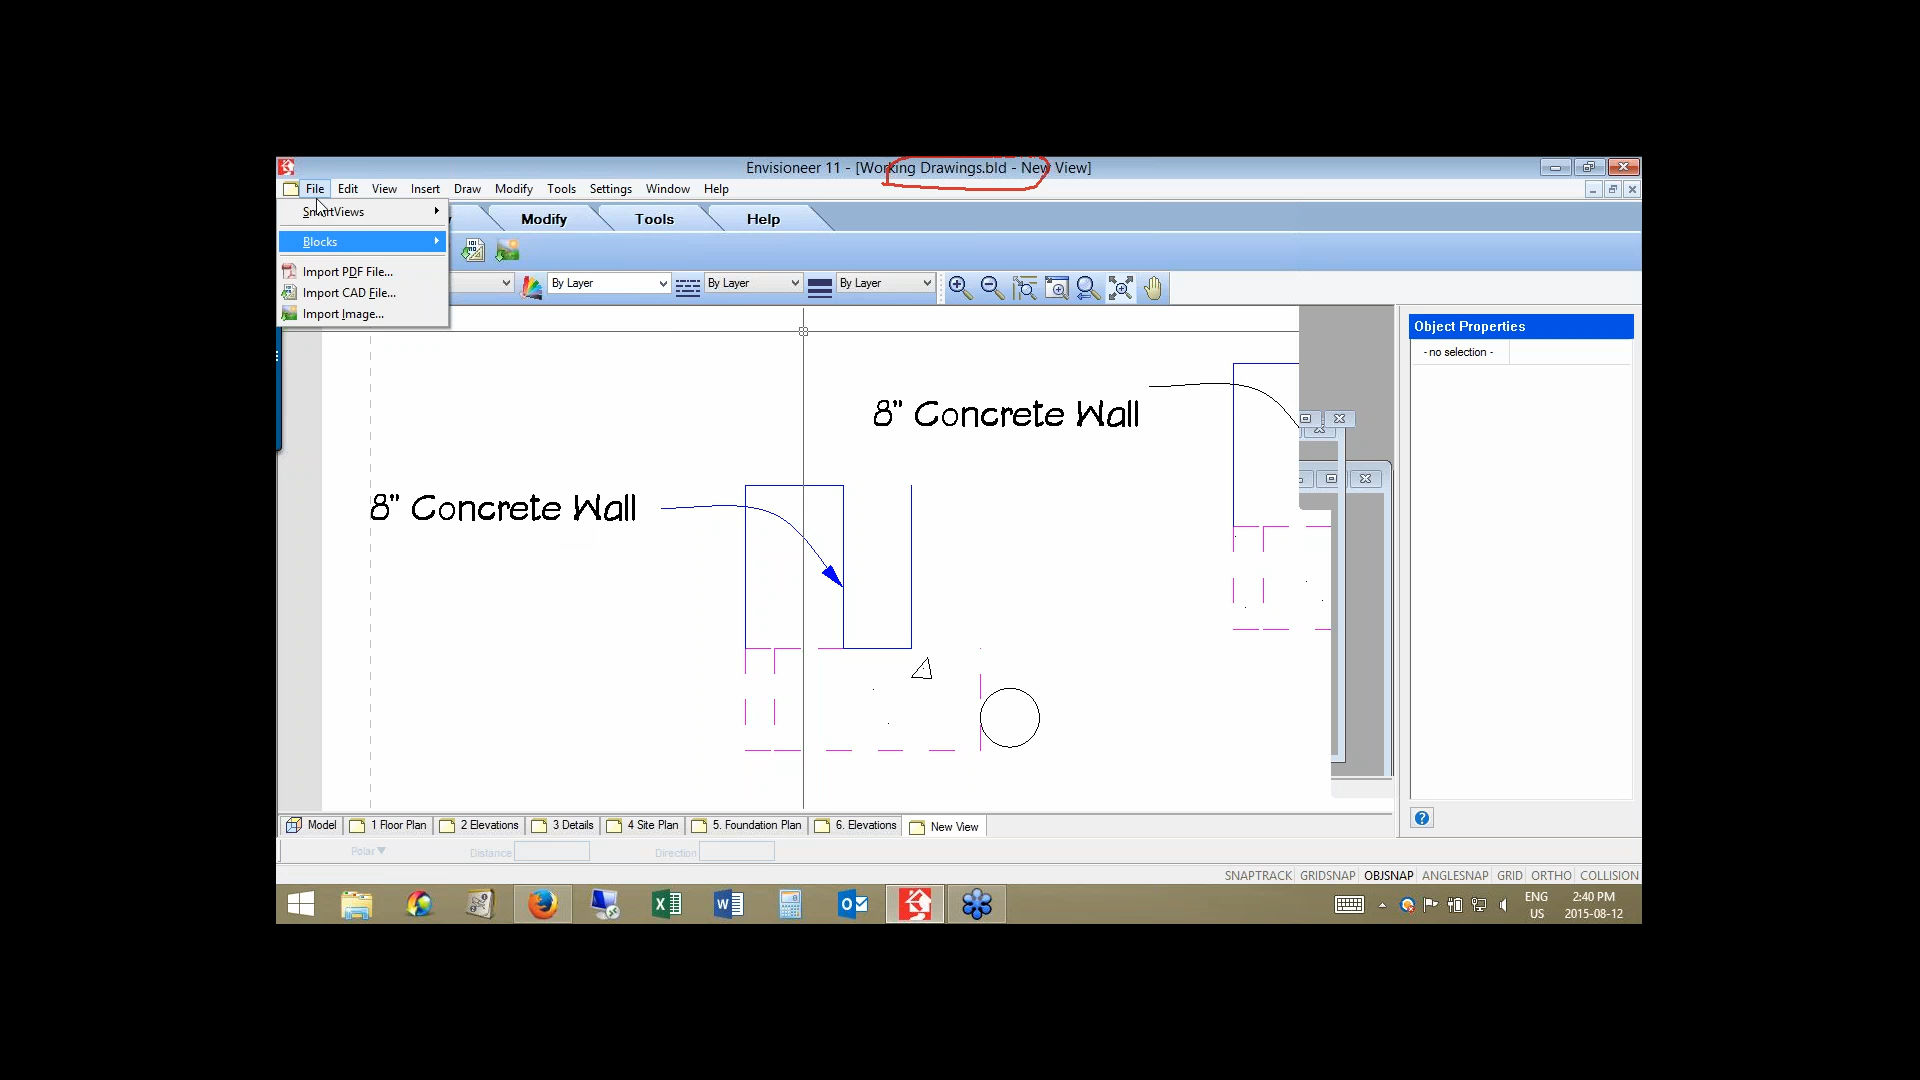 Envisioneer 11 - [Working Drawings.bld - New View]
File Edit View Insert Draw Modify Tools Settings Window Help
SmartViews
Modify Tools Help
Blocks
Import PDF File...
Import CAD File...
Import Image...
By Layer By Layer By Layer
Object Properties
- no selection -
8" Concrete Wall
8" Concrete Wall
Model 1 Floor Plan 2 Elevations 3 Details 4 Site Plan 5. Foundation Plan 6. Elevations New View
Polar Distance Direction
SNAPTRACK GRIDSNAP OBJSNAP ANGLESNAP GRID ORTHO COLLISION
ENG 2:40 PM
US 2015-08-12